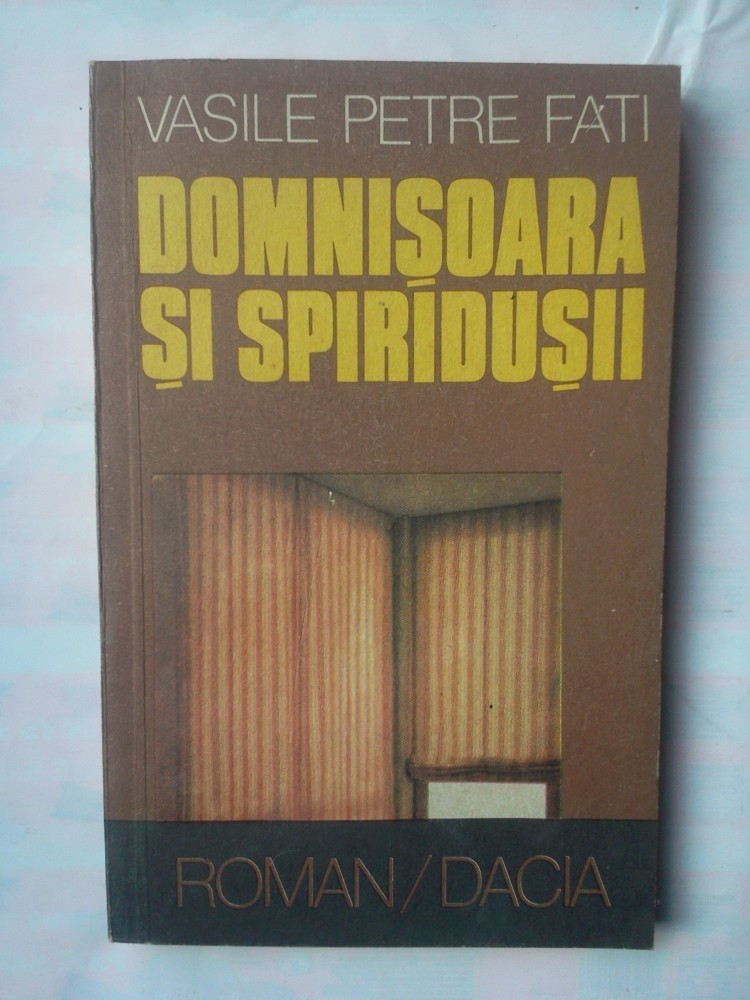 VASILE PETRE FATI
DOMNIȘOARA
ȘI SPIRIDUȘII
ROMAN/DACIA